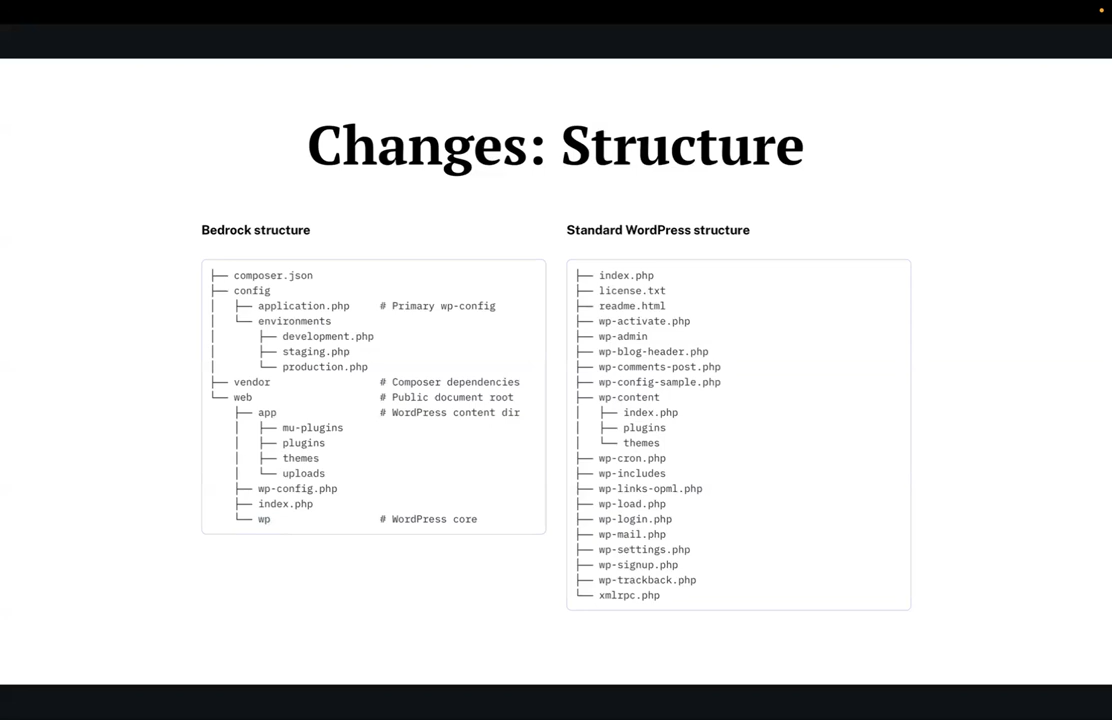 Changes: Structure
Bedrock structure
├── composer.json
├── config
│   ├── application.php     # Primary wp-config
│   └── environments
│       ├── development.php
│       ├── staging.php
│       └── production.php
├── vendor                  # Composer dependencies
└── web                     # Public document root
    ├── app                 # WordPress content dir
    │   ├── mu-plugins
    │   ├── plugins
    │   ├── themes
    │   └── uploads
    ├── wp-config.php
    ├── index.php
    └── wp                  # WordPress core
Standard WordPress structure
├── index.php
├── license.txt
├── readme.html
├── wp-activate.php
├── wp-admin
├── wp-blog-header.php
├── wp-comments-post.php
├── wp-config-sample.php
├── wp-content
│   ├── index.php
│   ├── plugins
│   └── themes
├── wp-cron.php
├── wp-includes
├── wp-links-opml.php
├── wp-load.php
├── wp-login.php
├── wp-mail.php
├── wp-settings.php
├── wp-signup.php
├── wp-trackback.php
└── xmlrpc.php